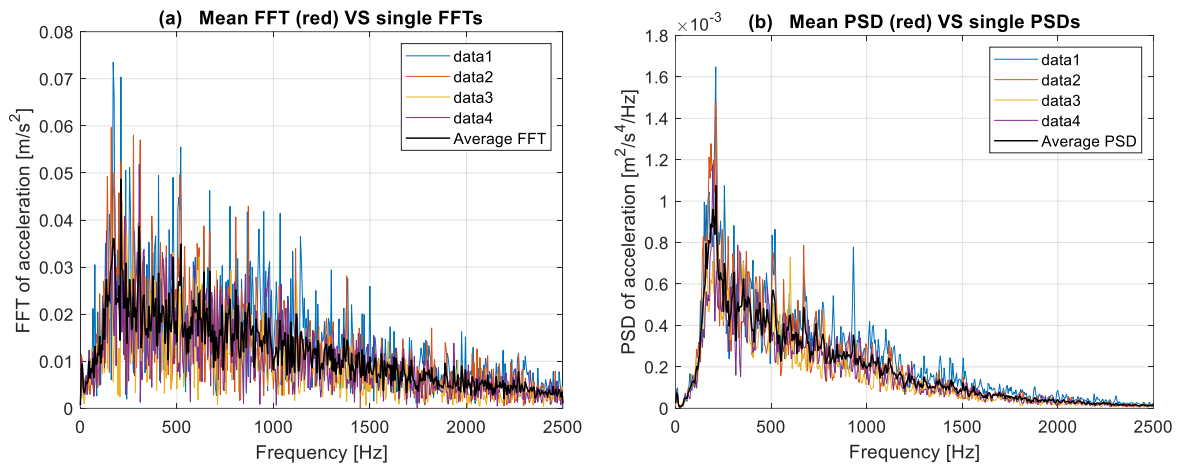 (a) Mean FFT (red) VS single FFTs
0.08
0.07
0.06
0.05
0.04
0.03
0.02
0.01
0
FFT of acceleration [m/s²]
data1
data2
data3
data4
Average FFT
0 500 1000 1500 2000 2500
Frequency [Hz]
(b) Mean PSD (red) VS single PSDs
×10⁻³
1.8
1.6
1.4
1.2
1
0.8
0.6
0.4
0.2
0
PSD of acceleration [m²/s⁴/Hz]
data1
data2
data3
data4
Average PSD
0 500 1000 1500 2000 2500
Frequency [Hz]